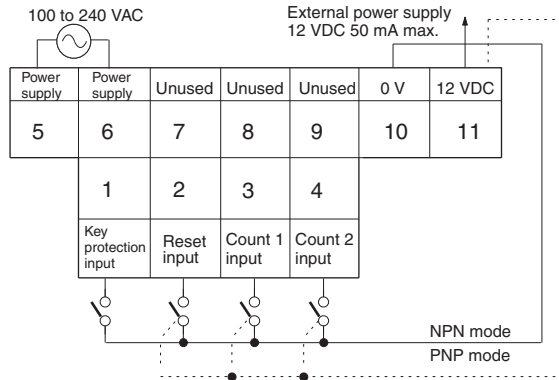 100 to 240 VAC
External power supply
12 VDC 50 mA max.
Power
supply
Power
supply
Unused
Unused
Unused
0 V
12 VDC
5
6
7
8
9
10
11
1
2
3
4
Key
protection
input
Reset
input
Count 1
input
Count 2
input
NPN mode
PNP mode